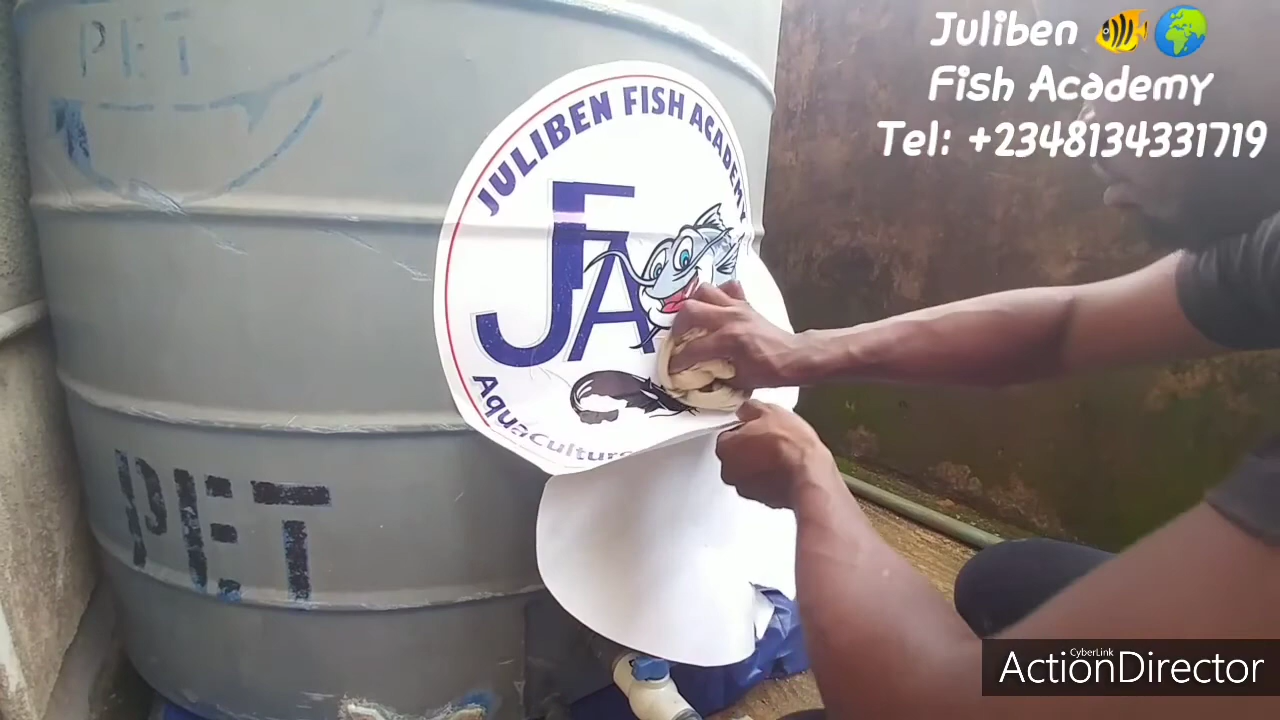 Juliben 🐠🌍
Fish Academy
Tel: +2348134331719
PET
JULIBEN FISH ACADEMY
JFA
Aquaculture
PET
CyberLink
ActionDirector